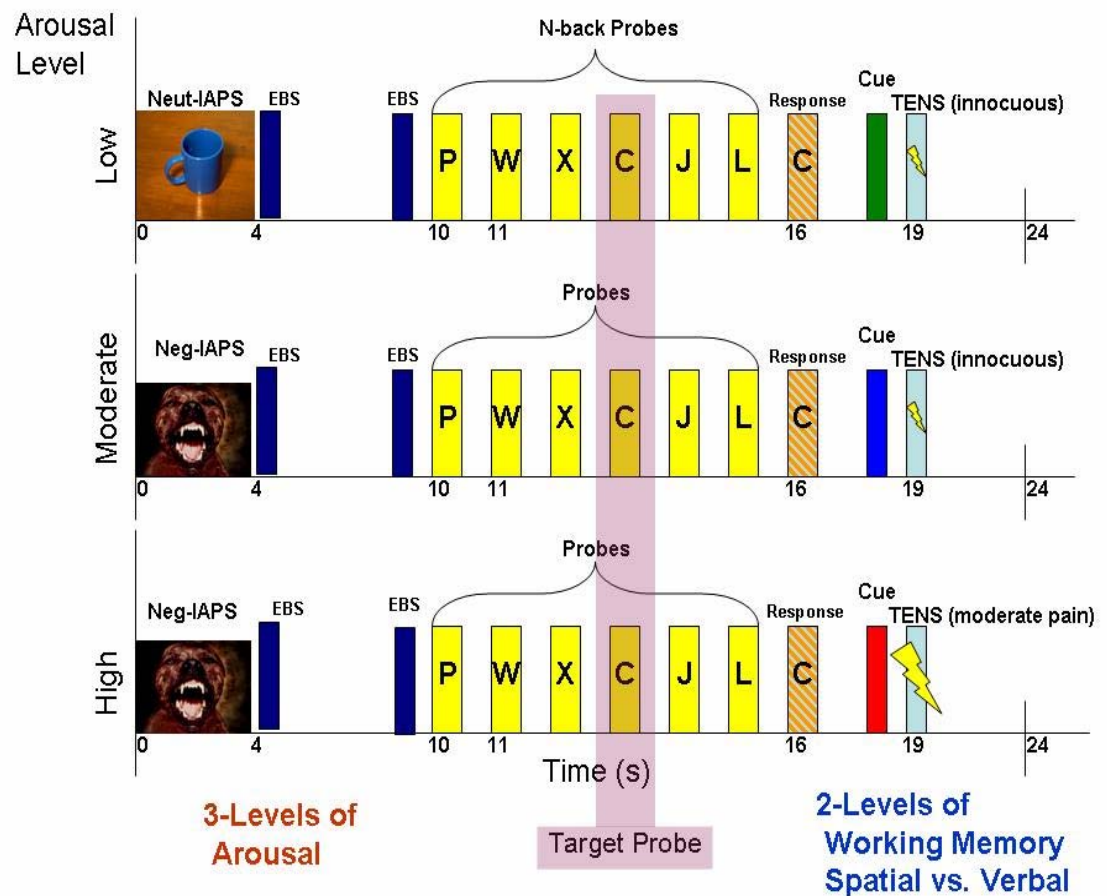 Arousal
Level
N-back Probes
Neut-IAPS
EBS
EBS
Response
Cue
TENS (innocuous)
Low
P W X C J L C
0 4 10 11 16 19 24
Probes
Neg-IAPS
EBS
EBS
Response
Cue
TENS (innocuous)
Moderate
P W X C J L C
0 4 10 11 16 19 24
Probes
Neg-IAPS
EBS
EBS
Response
Cue
TENS (moderate pain)
High
P W X C J L C
0 4 10 11 16 19 24
Time (s)
3-Levels of
Arousal
Target Probe
2-Levels of
Working Memory
Spatial vs. Verbal